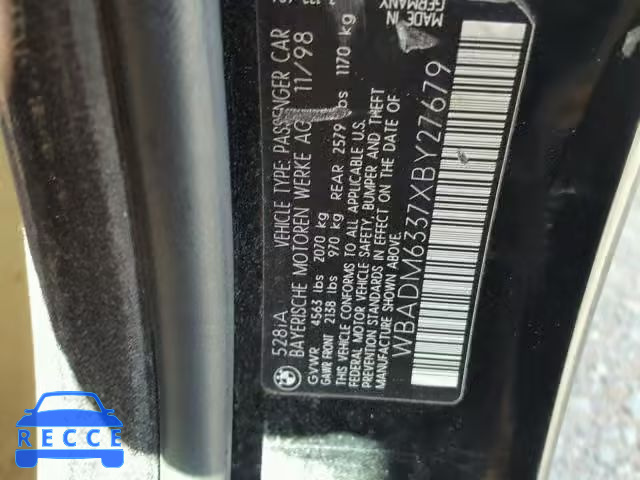 528iA VEHICLE TYPE: PASSENGER CAR
BAYERISCHE MOTOREN WERKE AG 11/98
GVWR 4563 lbs 2070 kg
GAWR FRONT 2138 lbs 970 kg REAR 2579 lbs 1170 kg
THIS VEHICLE CONFORMS TO ALL APPLICABLE U.S.
FEDERAL MOTOR VEHICLE SAFETY, BUMPER AND THEFT
PREVENTION STANDARDS IN EFFECT ON THE DATE OF
MANUFACTURE SHOWN ABOVE.
WBADM6337XBY27679
MADE IN
GERMANY
RECCE